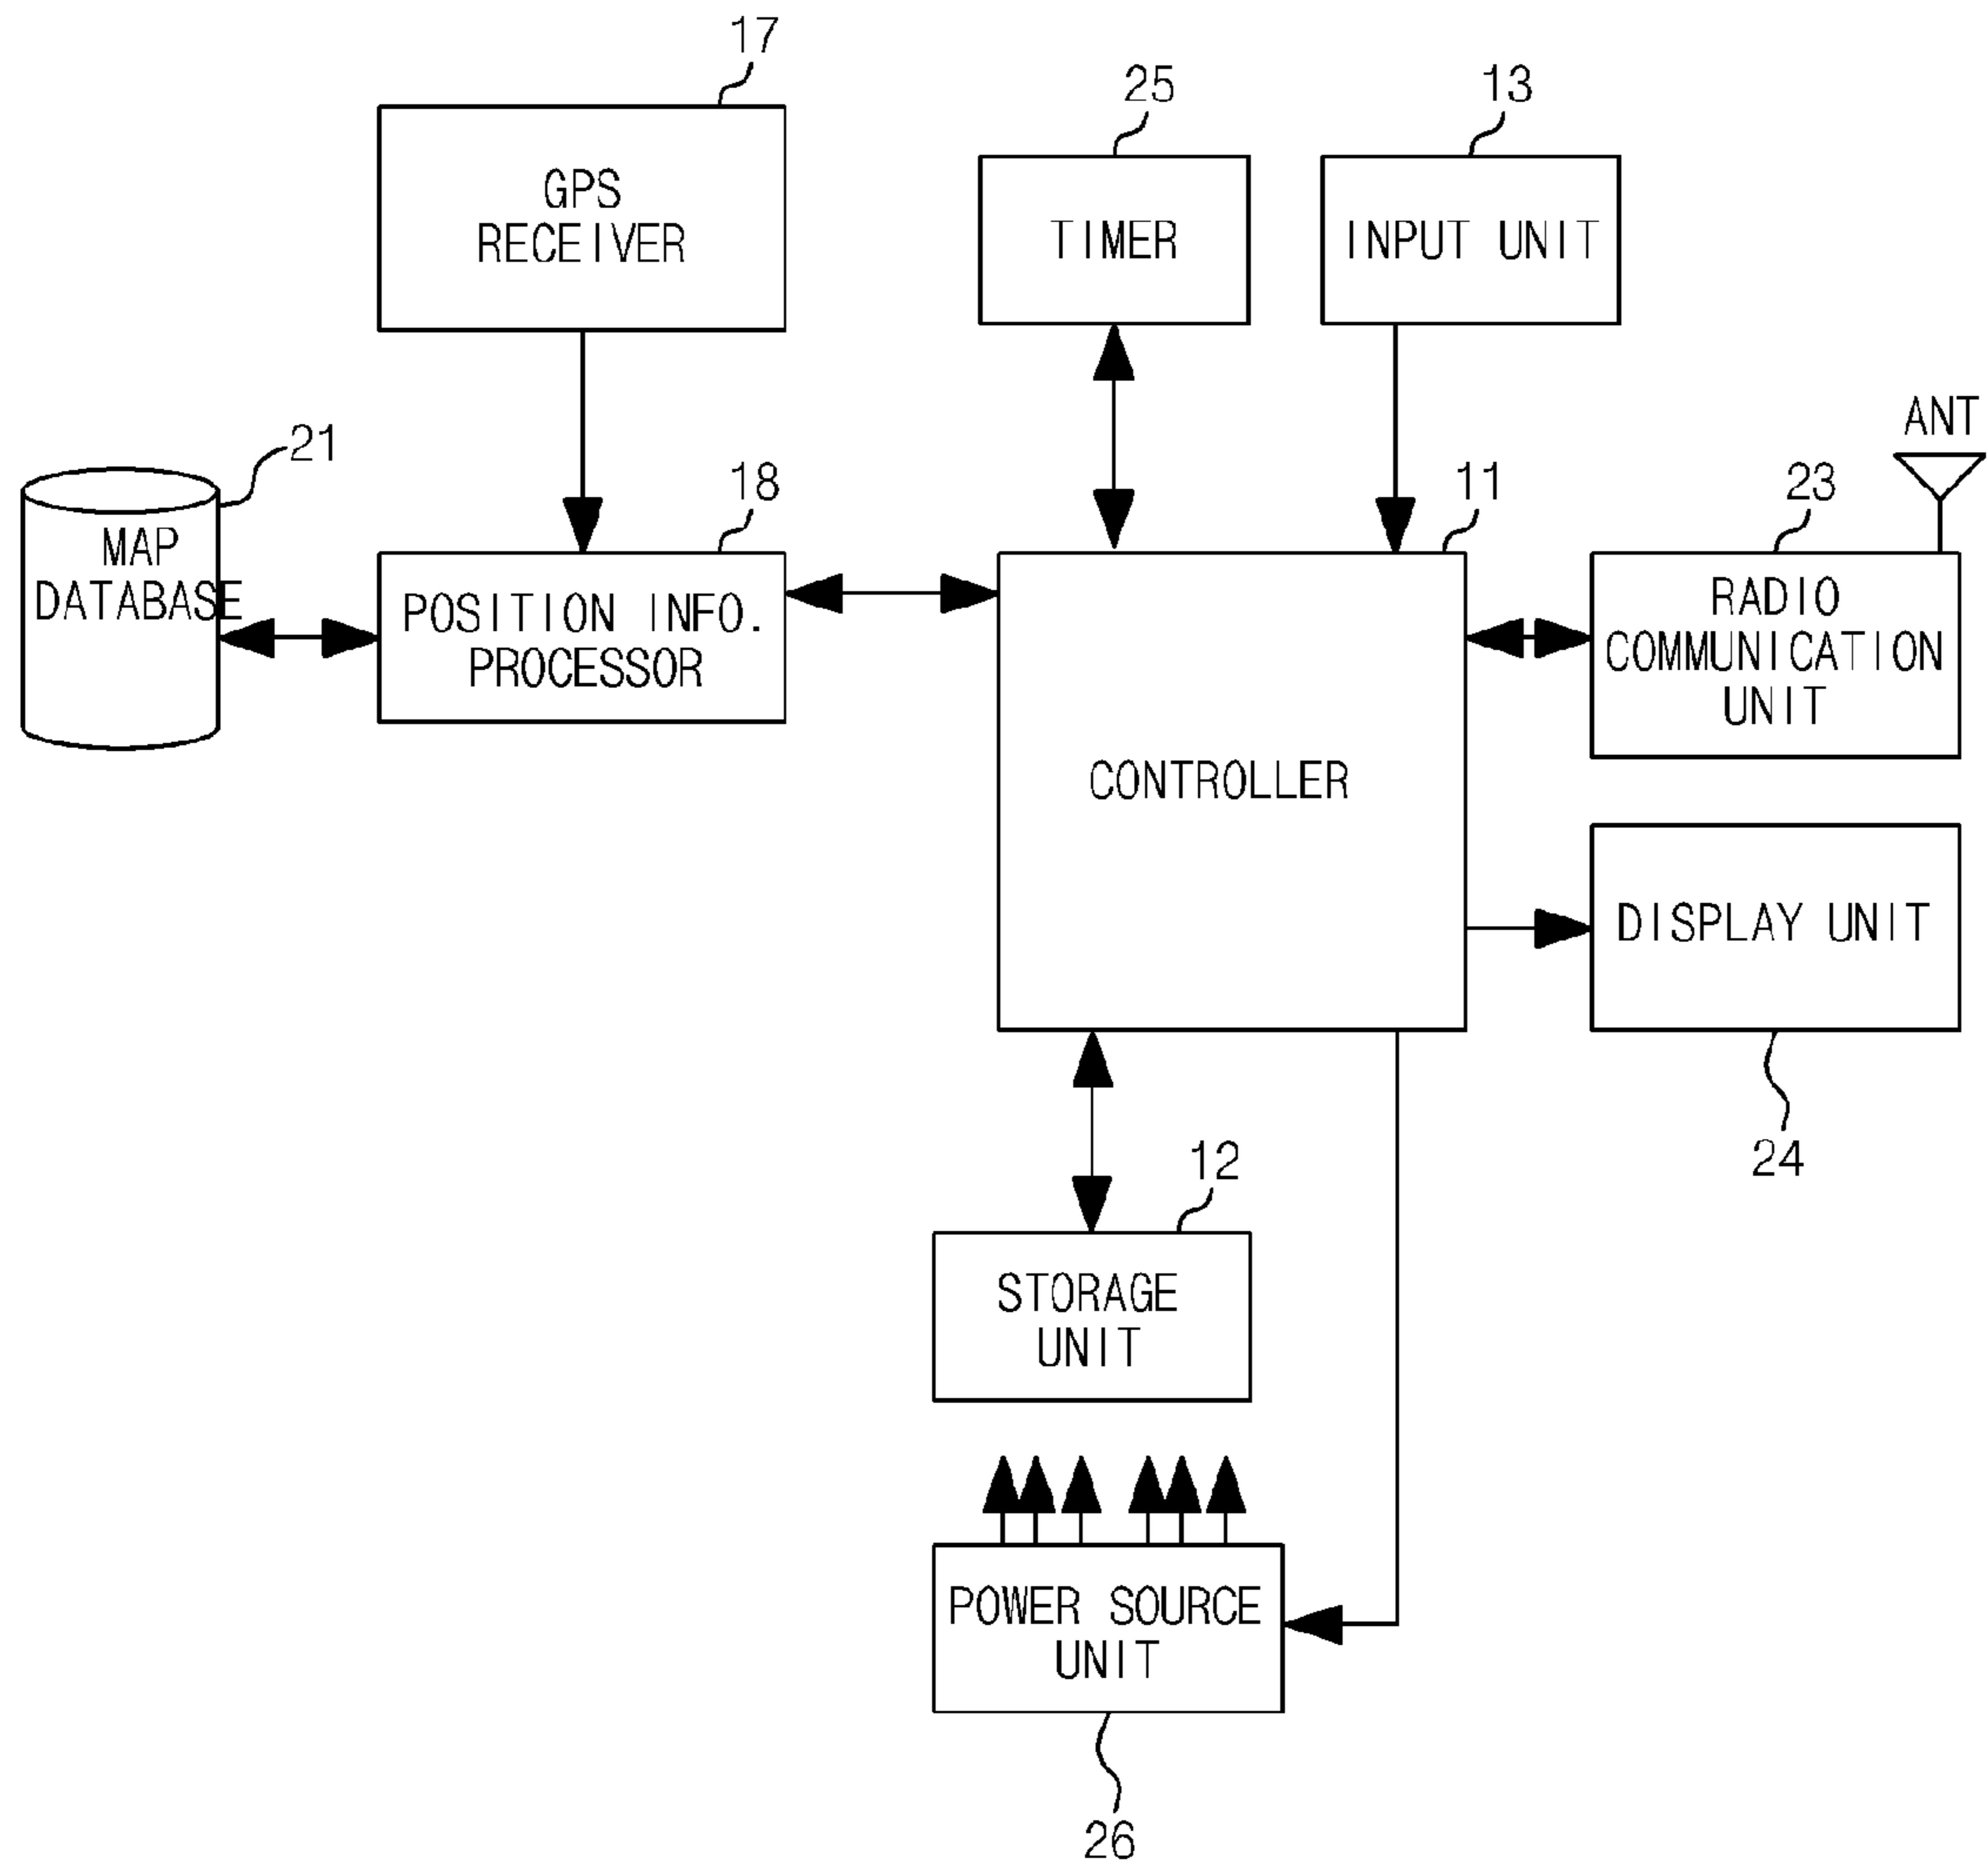 17
GPS
RECEIVER
25
TIMER
13
INPUT UNIT
ANT
21
MAP
DATABASE
18
POSITION INFO.
PROCESSOR
11
CONTROLLER
23
RADIO
COMMUNICATION
UNIT
DISPLAY UNIT
24
12
STORAGE
UNIT
POWER SOURCE
UNIT
26